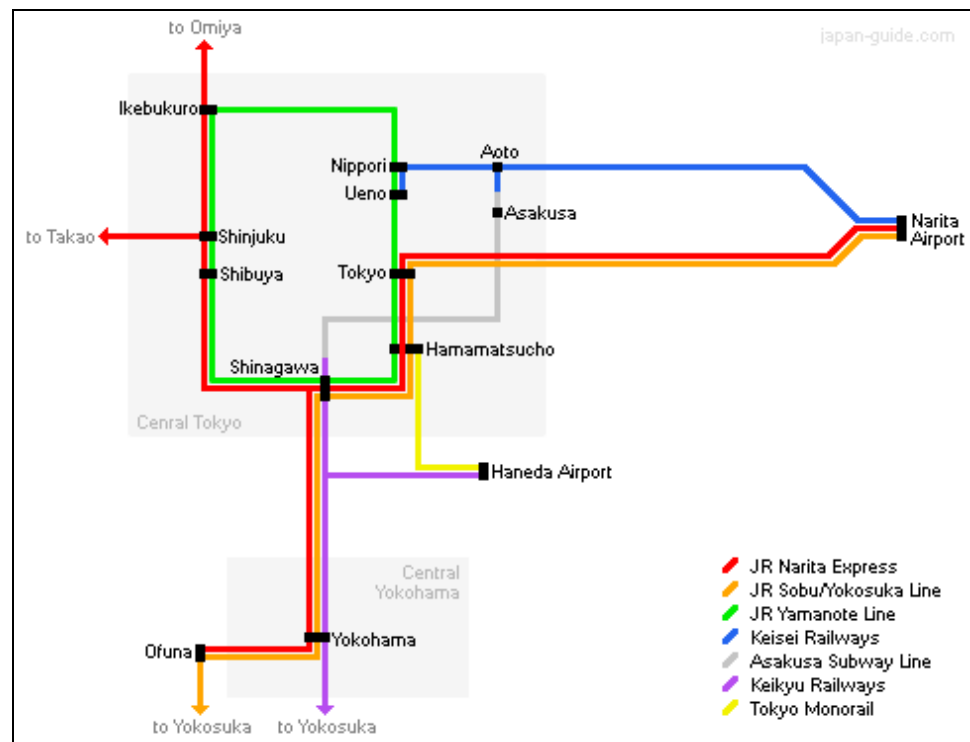 to Omiya
japan-guide.com
Ikebukuro
Nippori
Aoto
Ueno
Asakusa
Narita
Airport
to Takao
Shinjuku
Shibuya
Tokyo
Hamamatsucho
Shinagawa
Cenral Tokyo
Haneda Airport
Central
Yokohama
JR Narita Express
JR Sobu/Yokosuka Line
JR Yamanote Line
Keisei Railways
Asakusa Subway Line
Keikyu Railways
Tokyo Monorail
Yokohama
Ofuna
to Yokosuka
to Yokosuka